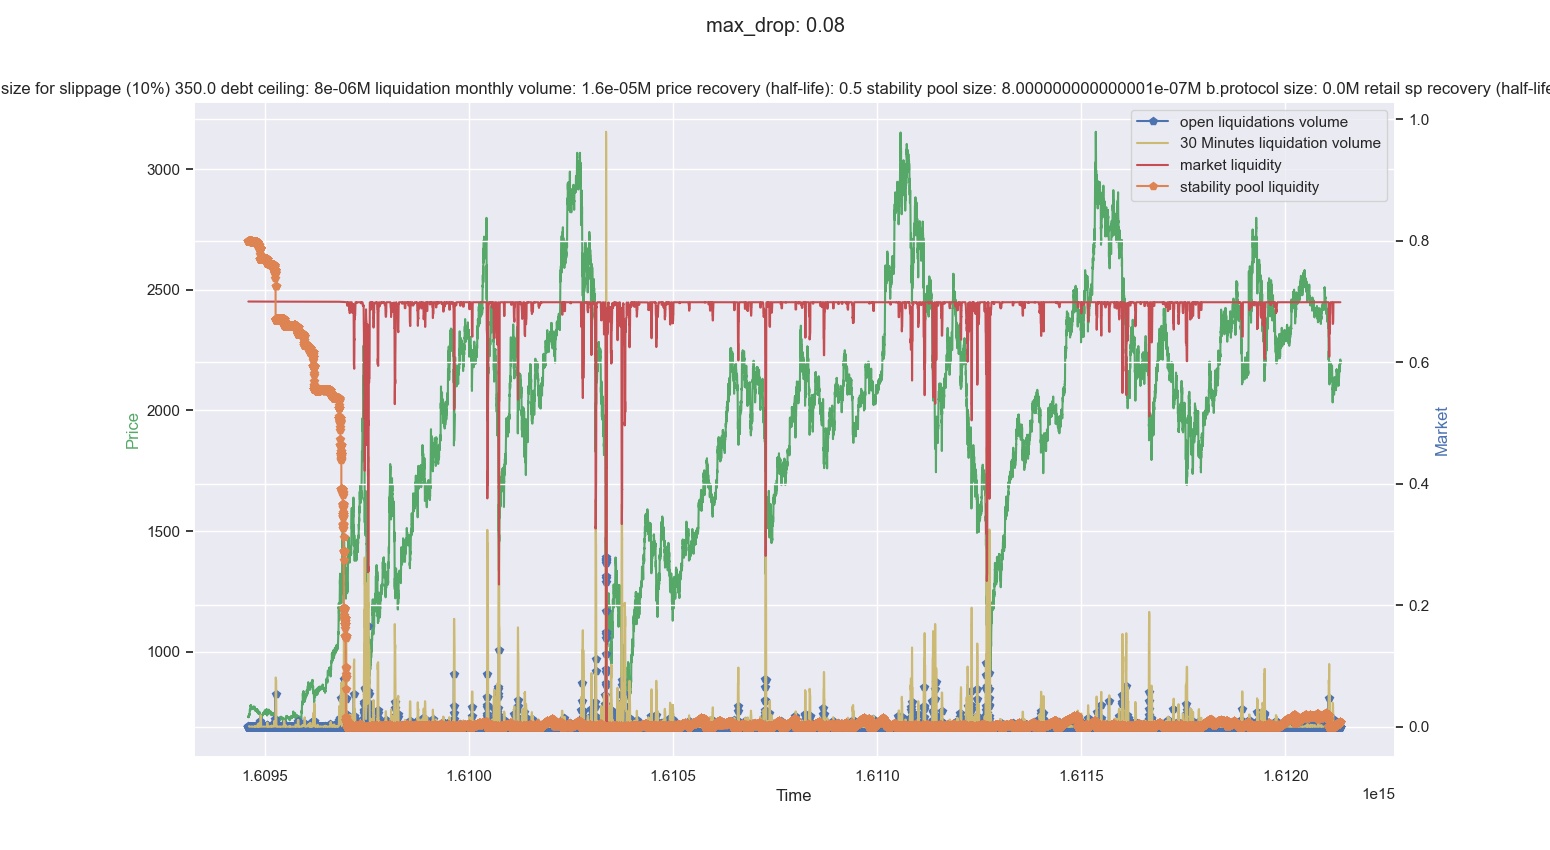 max_drop: 0.08
size for slippage (10%) 350.0 debt ceiling: 8e-06M liquidation monthly volume: 1.6e-05M price recovery (half-life): 0.5 stability pool size: 8.000000000000001e-07M b.protocol size: 0.0M retail sp recovery (half-life
open liquidations volume
30 Minutes liquidation volume
market liquidity
stability pool liquidity
3000
2500
2000
1500
1000
Price
1.0
0.8
0.6
0.4
0.2
0.0
Market
1.6095 1.6100 1.6105 1.6110 1.6115 1.6120
Time
1e15